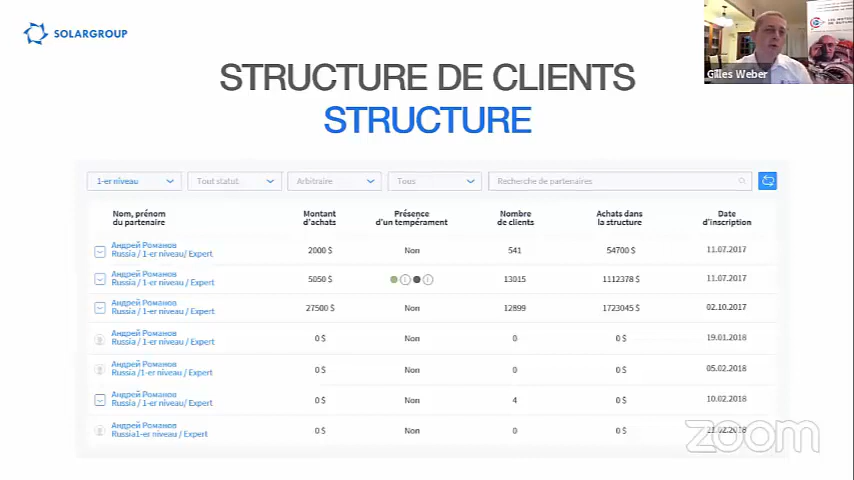 SOLARGROUP
Gilles Weber
STRUCTURE DE CLIENTS
STRUCTURE
1-er niveau
Tout statut
Arbitraire
Tous
Recherche de partenaires
Nom, prénom
du partenaire
Montant
d'achats
Présence
d'un tempérament
Nombre
de clients
Achats dans
la structure
Date
d'inscription
Андрей Романов
Russia / 1-er niveau/ Expert
2000 $
Non
541
54700 $
11.07.2017
Андрей Романов
Russia / 1-er niveau / Expert
5050 $
13015
1112378 $
11.07.2017
Андрей Романов
Russia / 1-er niveau / Expert
27500 $
Non
12899
1723045 $
02.10.2017
Андрей Романов
Russia / 1-er niveau / Expert
0 $
Non
0
0 $
19.01.2018
Андрей Романов
Russia /1-er niveau / Expert
0 $
Non
0
0 $
05.02.2018
Андрей Романов
Russia / 1-er niveau/ Expert
0 $
Non
4
0 $
10.02.2018
Андрей Романов
Russia1-er niveau / Expert
0 $
Non
0
0 $
21.02.2018
zoom